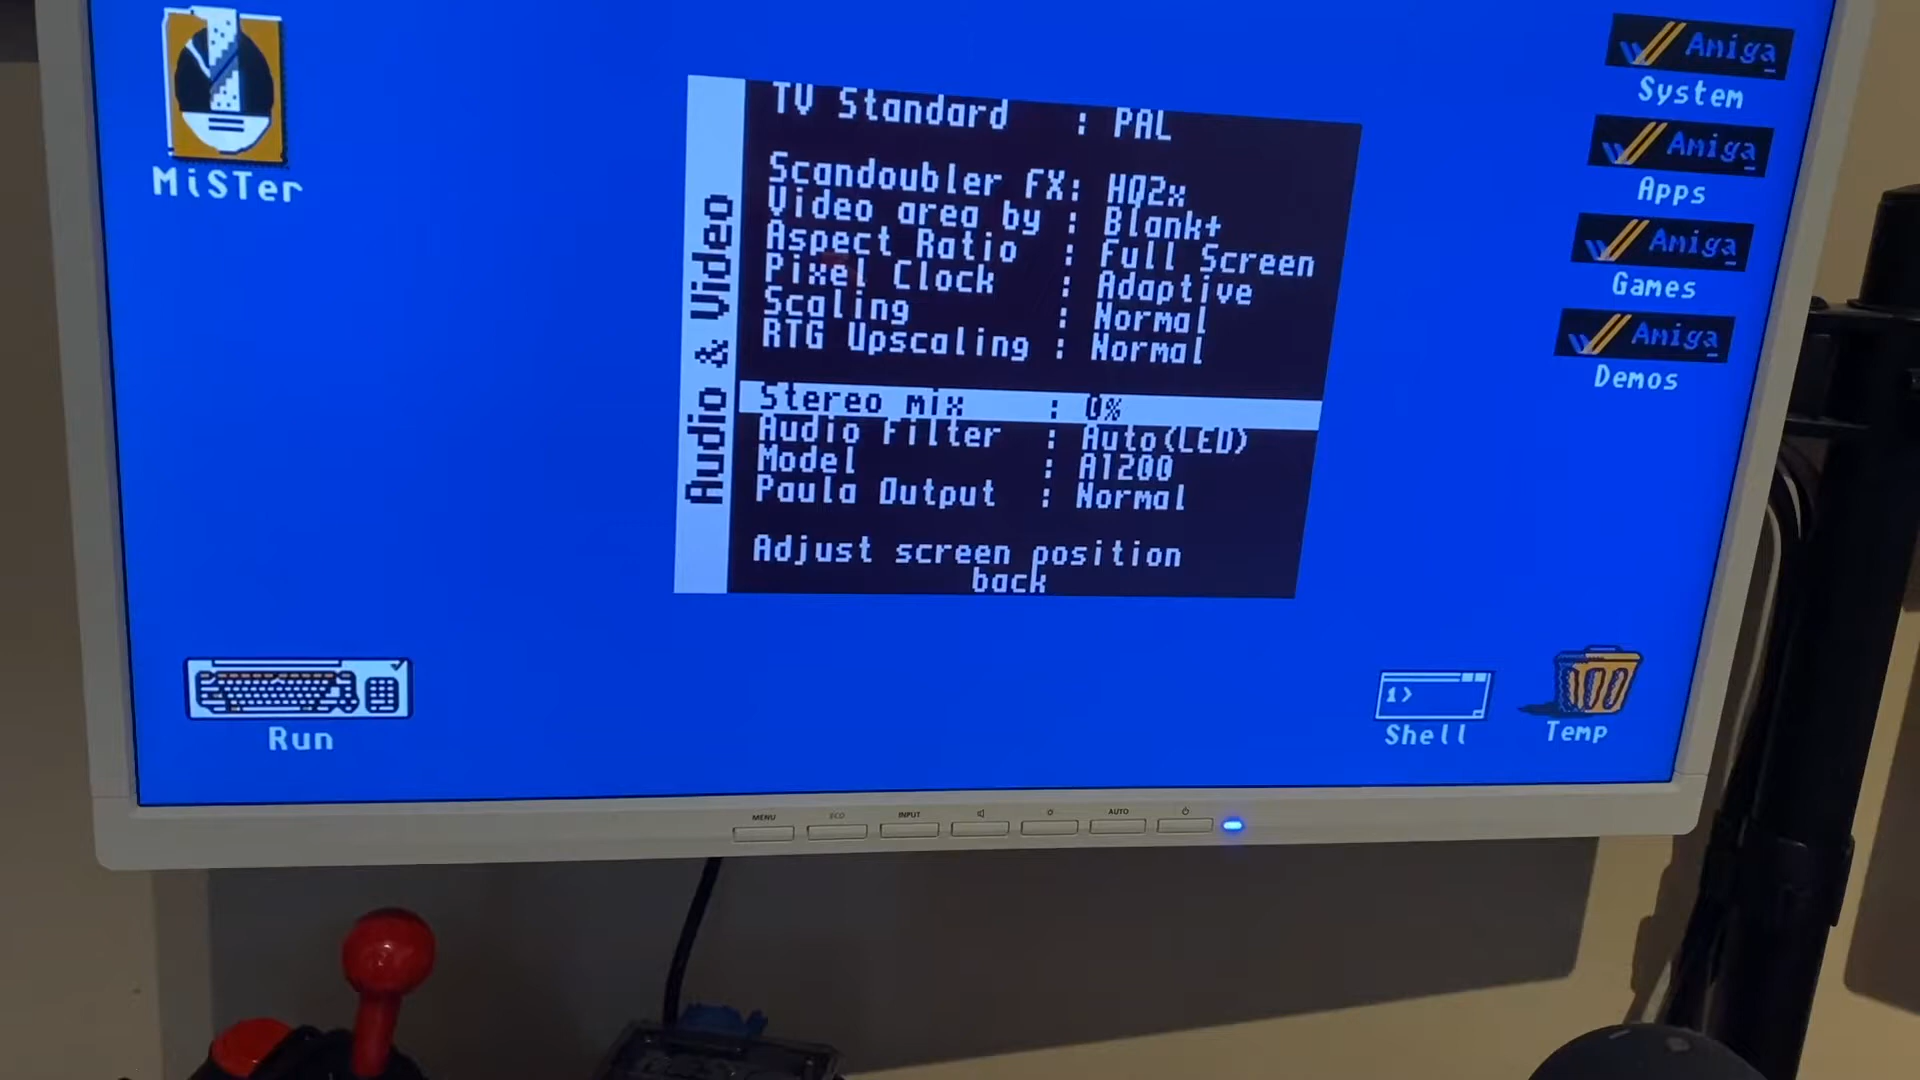 MiSTer
Audio & Video
TV Standard : PAL
Scandoubler FX: HQ2x
Video area by : Blank+
Aspect Ratio : Full Screen
Pixel Clock : Adaptive
Scaling : Normal
RTG Upscaling : Normal
Stereo mix : 0%
Audio Filter : Auto(LED)
Model : A1200
Paula Output : Normal
Adjust screen position
back
Amiga
System
Amiga
Apps
Amiga
Games
Amiga
Demos
Run
1>
Shell
Temp
MENU
ECO
INPUT
AUTO